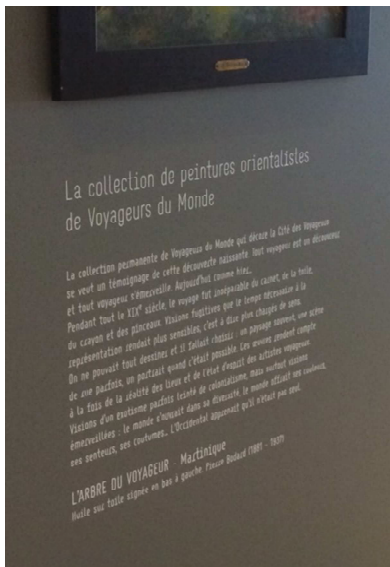 La collection de peintures orientalistes
de Voyageurs du Monde
La collection permanente de Voyageurs du Monde qui décore la Cité des Voyageurs
se veut un témoignage de cette découverte naissante. Tout voyageur est un découvreur
et tout voyageur s'émerveille. Aujourd'hui comme hier.
Pendant tout le XIXe siècle, le voyage fut inséparable du carnet, de la toile,
du crayon et des pinceaux. Visions fugitives que le temps nécessaire à la
représentation rendait plus sensibles, c'est à dire plus chargées de sens.
On ne pouvait tout dessiner et il fallait choisir : un paysage souvent, une scène
de rue parfois, un portrait quand c'était possible. Les œuvres rendent compte
à la fois de la réalité des lieux et de l'état d'esprit des artistes voyageurs.
Visions d'un exotisme parfois teinté de colonialisme, mais surtout visions
émerveillées : le monde s'ouvrait dans sa diversité, le monde offrait ses couleurs,
ses senteurs, ses coutumes... L'Occidental apprenait qu'il n'était pas seul.
L'ARBRE DU VOYAGEUR - Martinique
Huile sur toile signée en bas à gauche. Bodard (1881 - 1937)